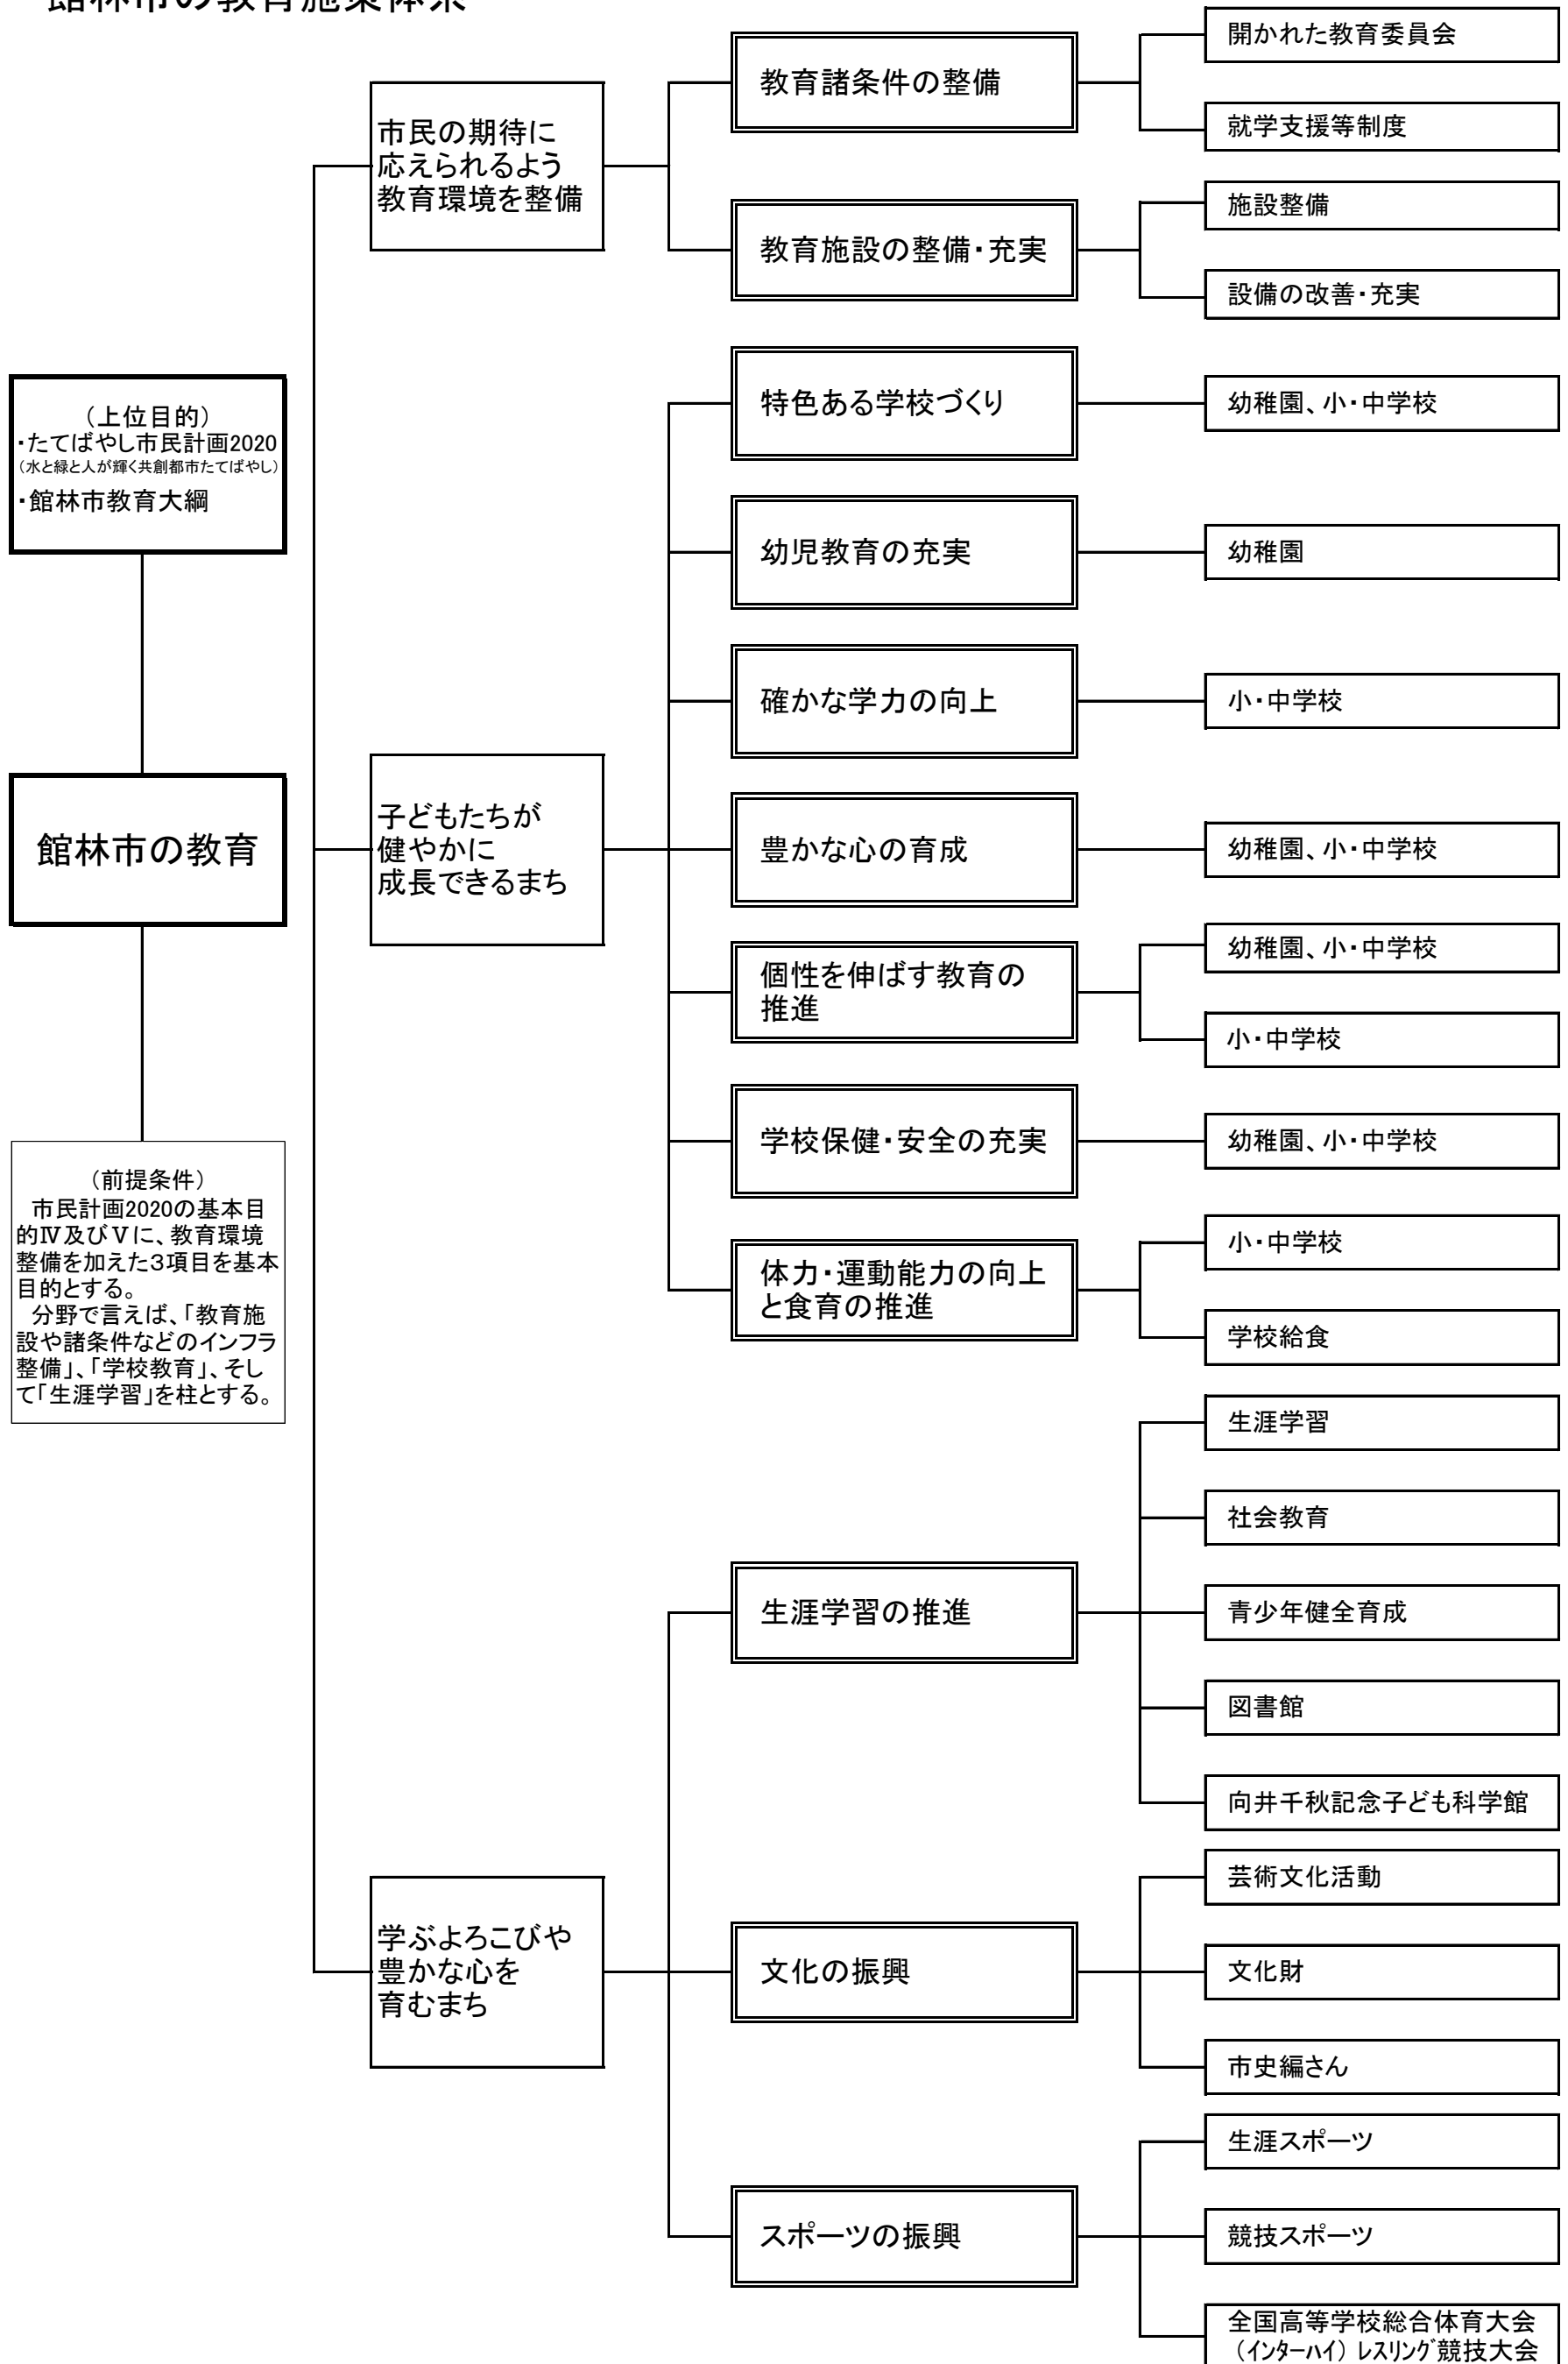 館林市の教育施策体系
（上位目的）
・たてばやし市民計画2020
（水と緑と人が輝く共創都市たてばやし）
・館林市教育大綱
館林市の教育
（前提条件）
市民計画2020の基本目
的Ⅳ及びⅤに、教育環境
整備を加えた３項目を基本
目的とする。
分野で言えば、「教育施
設や諸条件などのインフラ
整備」、「学校教育」、そし
て「生涯学習」を柱とする。
市民の期待に
応えられるよう
教育環境を整備
教育諸条件の整備
開かれた教育委員会
就学支援等制度
教育施設の整備・充実
施設整備
設備の改善・充実
子どもたちが
健やかに
成長できるまち
特色ある学校づくり
幼稚園、小・中学校
幼児教育の充実
幼稚園
確かな学力の向上
小・中学校
豊かな心の育成
幼稚園、小・中学校
個性を伸ばす教育の
推進
幼稚園、小・中学校
小・中学校
学校保健・安全の充実
幼稚園、小・中学校
体力・運動能力の向上
と食育の推進
小・中学校
学校給食
学ぶよろこびや
豊かな心を
育むまち
生涯学習の推進
生涯学習
社会教育
青少年健全育成
図書館
向井千秋記念子ども科学館
文化の振興
芸術文化活動
文化財
市史編さん
スポーツの振興
生涯スポーツ
競技スポーツ
全国高等学校総合体育大会
（ｲﾝﾀｰﾊｲ）ﾚｽﾘﾝｸﾞ競技大会